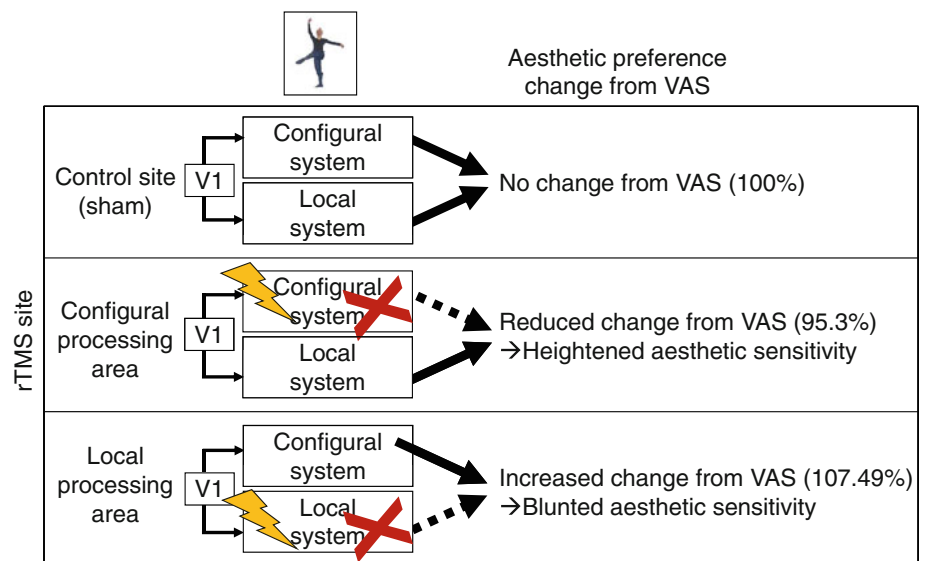 Aesthetic preference
change from VAS
rTMS site
Control site
(sham)
V1
Configural
system
Local
system
No change from VAS (100%)
Configural
processing
area
V1
Configural
system
Local
system
Reduced change from VAS (95.3%)
→Heightened aesthetic sensitivity
Local
processing
area
V1
Configural
system
Local
system
Increased change from VAS (107.49%)
→Blunted aesthetic sensitivity